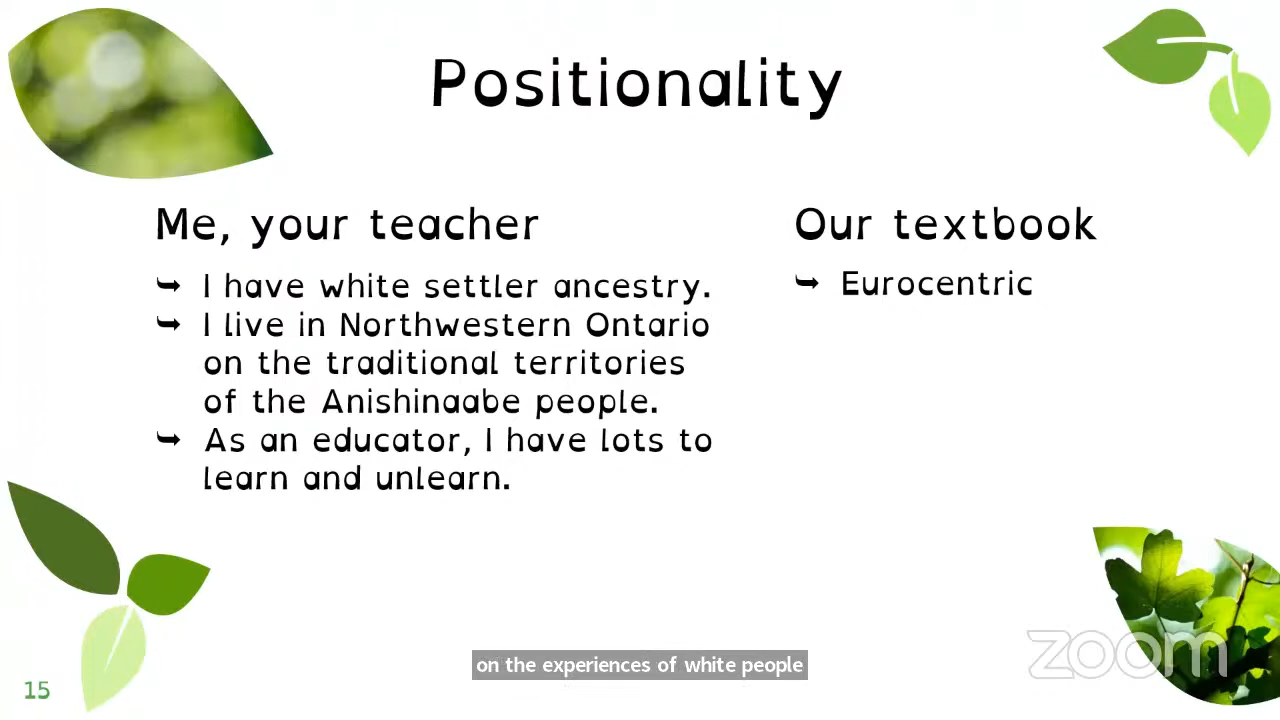 Positionality
Me, your teacher
⮩ I have white settler ancestry.
⮩ I live in Northwestern Ontario
on the traditional territories
of the Anishinaabe people.
⮩ As an educator, I have lots to
learn and unlearn.
Our textbook
⮩ Eurocentric
on the experiences of white people
zoom
15